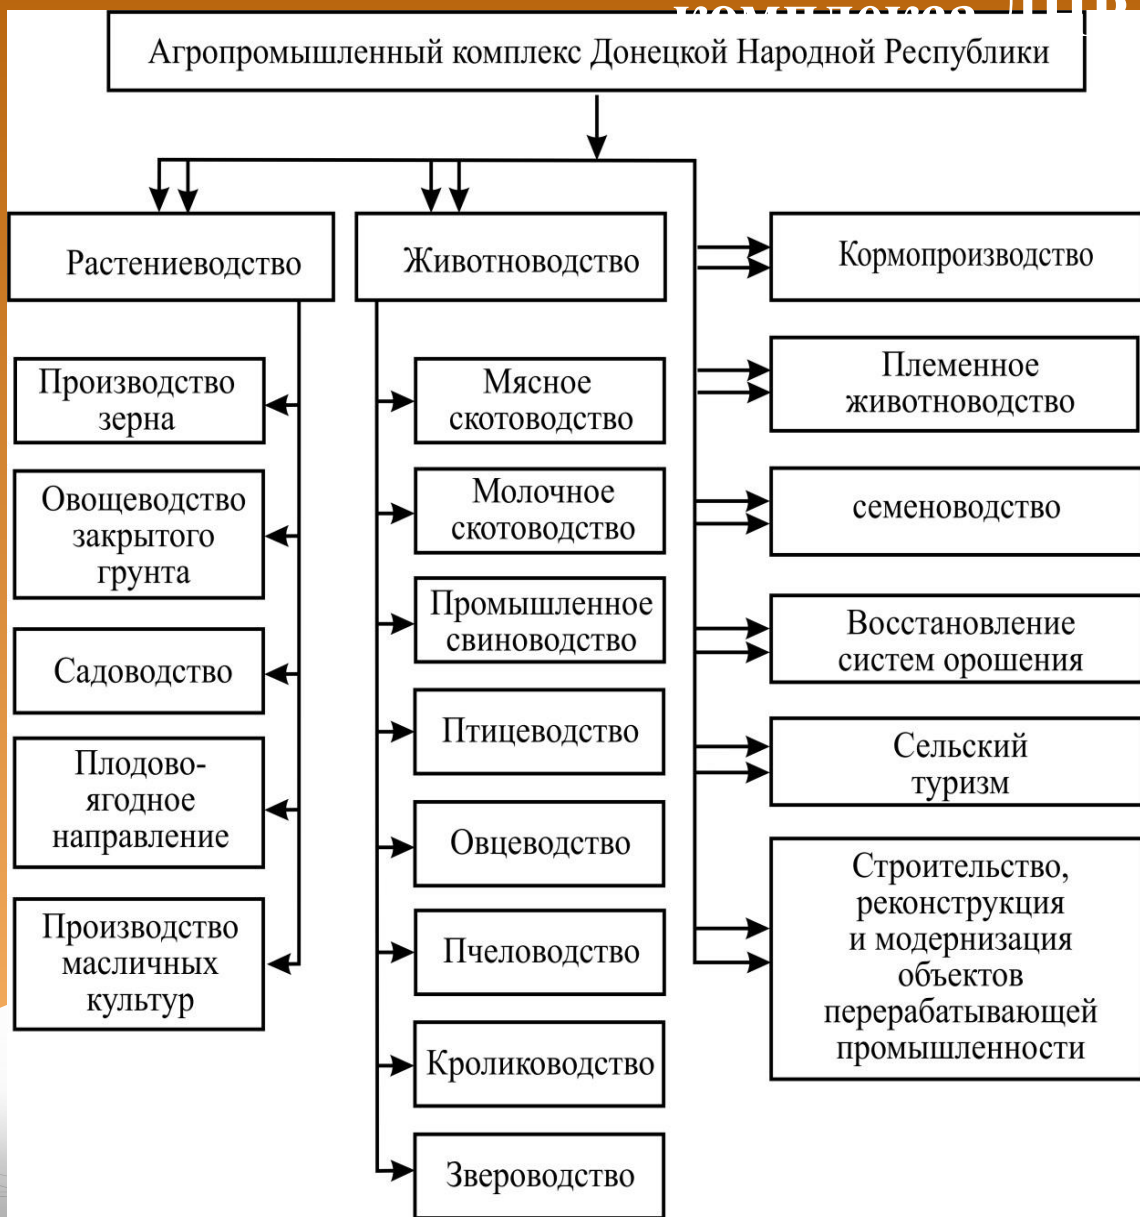 комплекса
Агропромышленный комплекс Донецкой Народной Республики
Растениеводство
Производство
зерна
Овощеводство
закрытого
грунта
Садоводство
Плодово-
ягодное
направление
Производство
масличных
культур
Животноводство
Мясное
скотоводство
Молочное
скотоводство
Промышленное
свиноводство
Птицеводство
Овцеводство
Пчеловодство
Кролиководство
Звероводство
Кормопроизводство
Племенное
животноводство
семеноводство
Восстановление
систем орошения
Сельский
туризм
Строительство,
реконструкция
и модернизация
объектов
перерабатывающей
промышленности